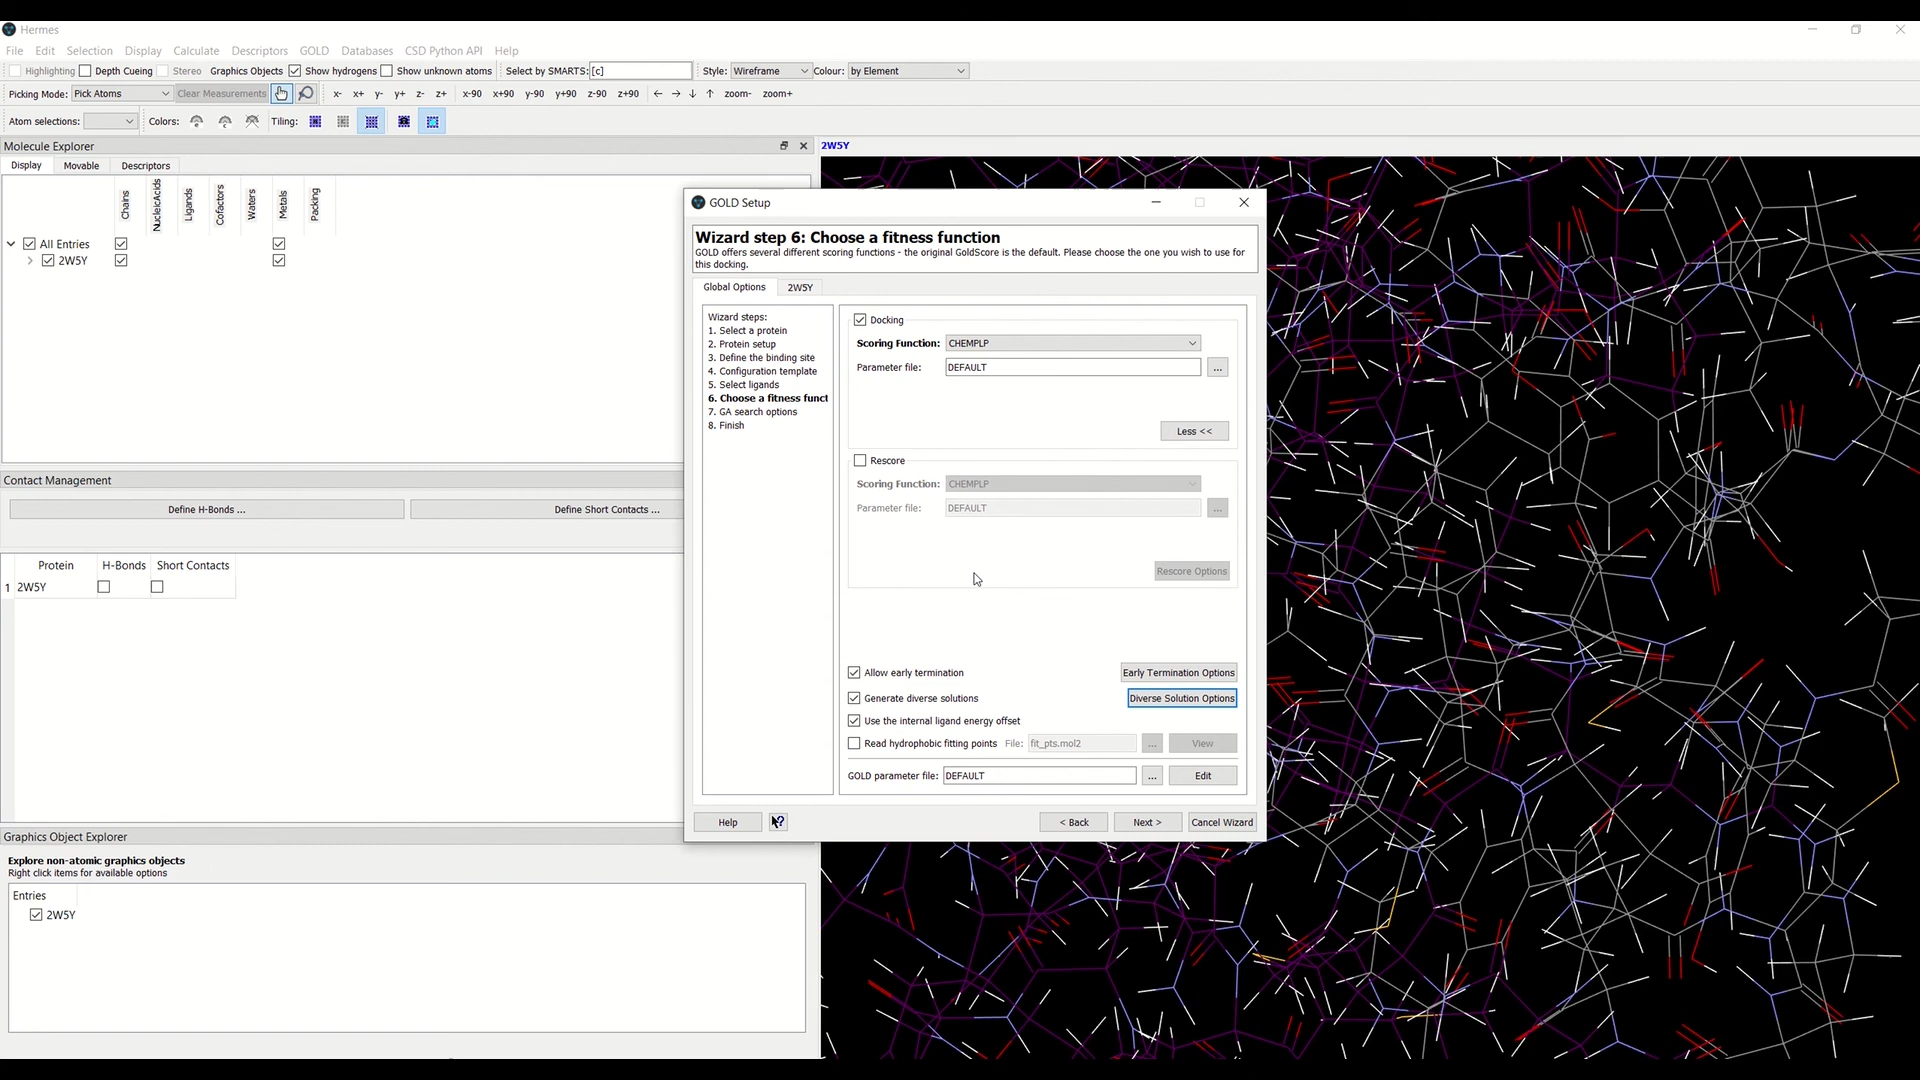 Hermes
File Edit Selection Display Calculate Descriptors GOLD Databases CSD Python API Help
Highlighting Depth Cueing Stereo Graphics Objects Show hydrogens Show unknown atoms Select by SMARTS: [c] Style: Wireframe Colour: by Element
Picking Mode: Pick Atoms Clear Measurements x- x+ y- y+ z- z+ x-90 x+90 y-90 y+90 z-90 z+90 ← → ↓ ↑ zoom- zoom+
Atom selections: Colors: Tiling:
Molecule Explorer
2W5Y
Display Movable Descriptors
Chains NucleicAcids Ligands Cofactors Waters Metals Packing
All Entries
2W5Y
Contact Management
Define H-Bonds ... Define Short Contacts ...
Protein H-Bonds Short Contacts
1 2W5Y
Graphics Object Explorer
Explore non-atomic graphics objects
Right click items for available options
Entries
2W5Y
GOLD Setup
Wizard step 6: Choose a fitness function
GOLD offers several different scoring functions - the original GoldScore is the default. Please choose the one you wish to use for
this docking.
Global Options 2W5Y
Wizard steps:
1. Select a protein
2. Protein setup
3. Define the binding site
4. Configuration template
5. Select ligands
6. Choose a fitness funct
7. GA search options
8. Finish
Docking
Scoring Function: CHEMPLP
Parameter file: DEFAULT ...
Less <<
Rescore
Scoring Function: CHEMPLP
Parameter file: DEFAULT ...
Rescore Options
Allow early termination Early Termination Options
Generate diverse solutions Diverse Solution Options
Use the internal ligand energy offset
Read hydrophobic fitting points File: fit_pts.mol2 ... View
GOLD parameter file: DEFAULT ... Edit
Help ? < Back Next > Cancel Wizard